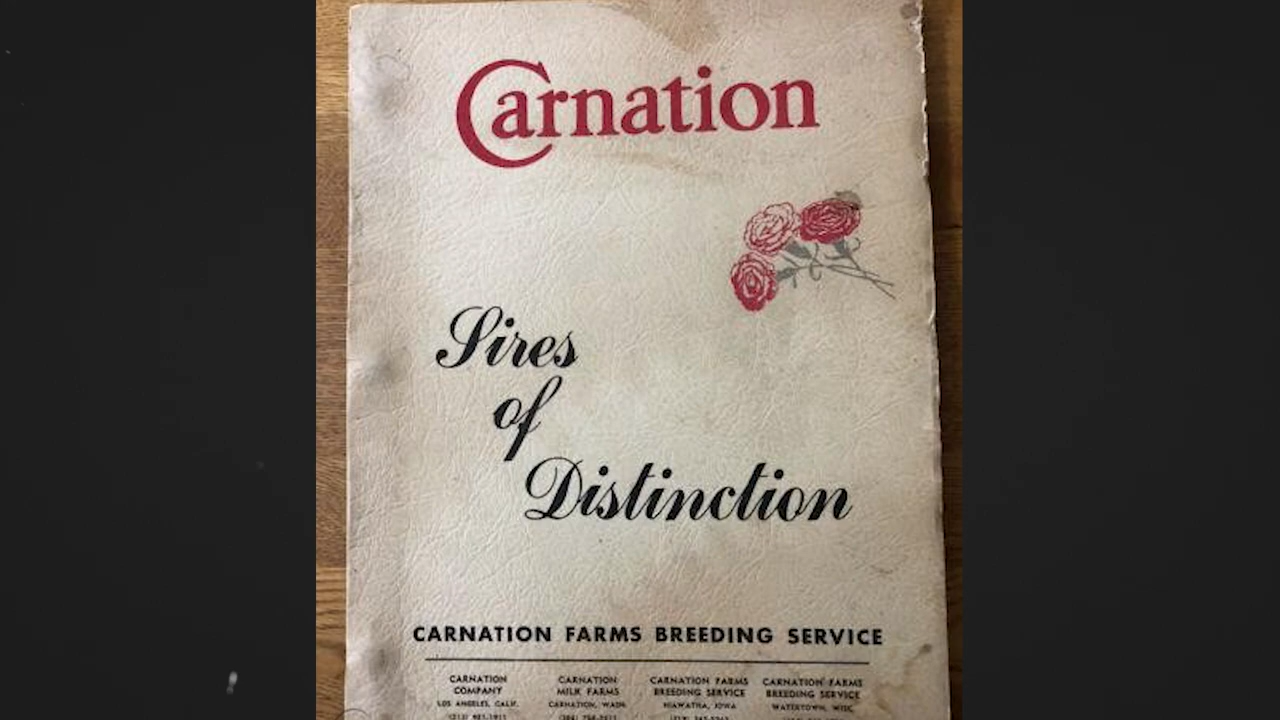 Carnation
Sires
of
Distinction
CARNATION FARMS BREEDING SERVICE
CARNATION CARNATION CARNATION FARMS CARNATION FARMS
COMPANY MILK FARMS BREEDING SERVICE BREEDING SERVICE
LOS ANGELES, CALIF. CARNATION, WASH. HIAWATHA, IOWA WATERTOWN, WISC.